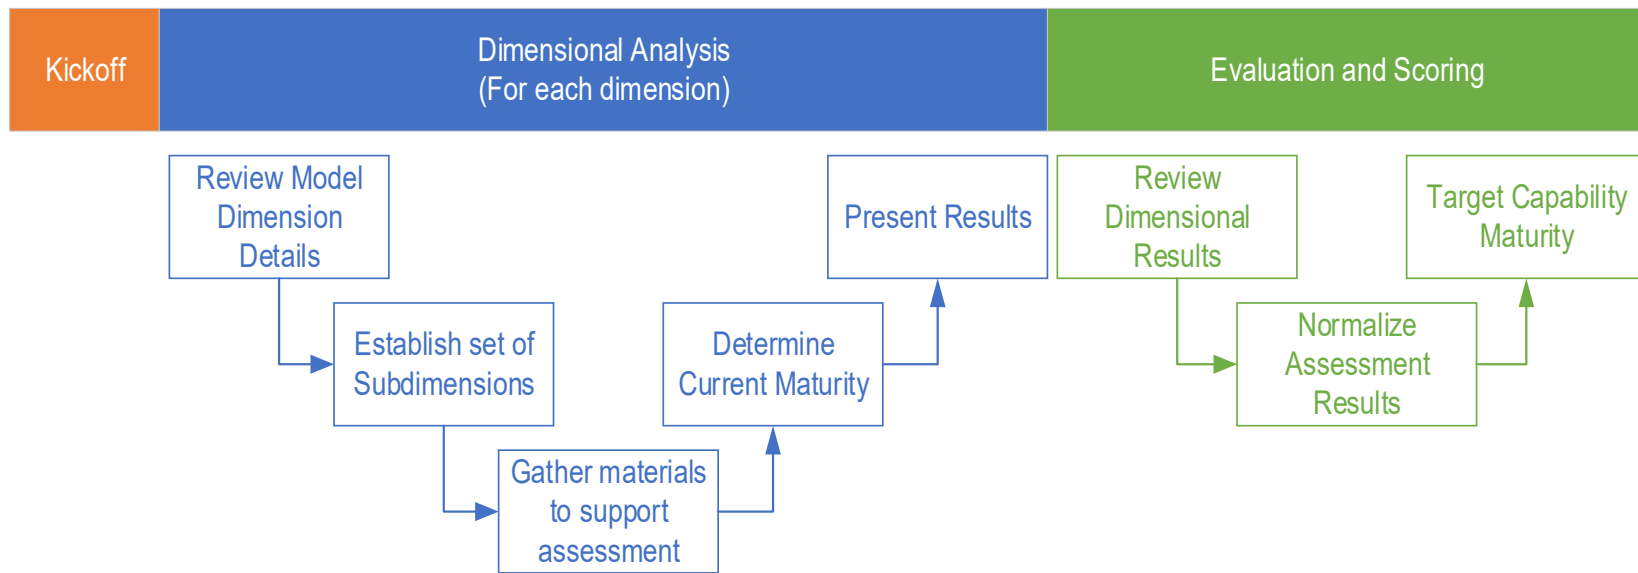 Kickoff
Dimensional Analysis
(For each dimension)
Evaluation and Scoring
Review Model
Dimension
Details
Establish set of
Subdimensions
Gather materials
to support
assessment
Determine
Current Maturity
Present Results
Review
Dimensional
Results
Normalize
Assessment
Results
Target Capability
Maturity